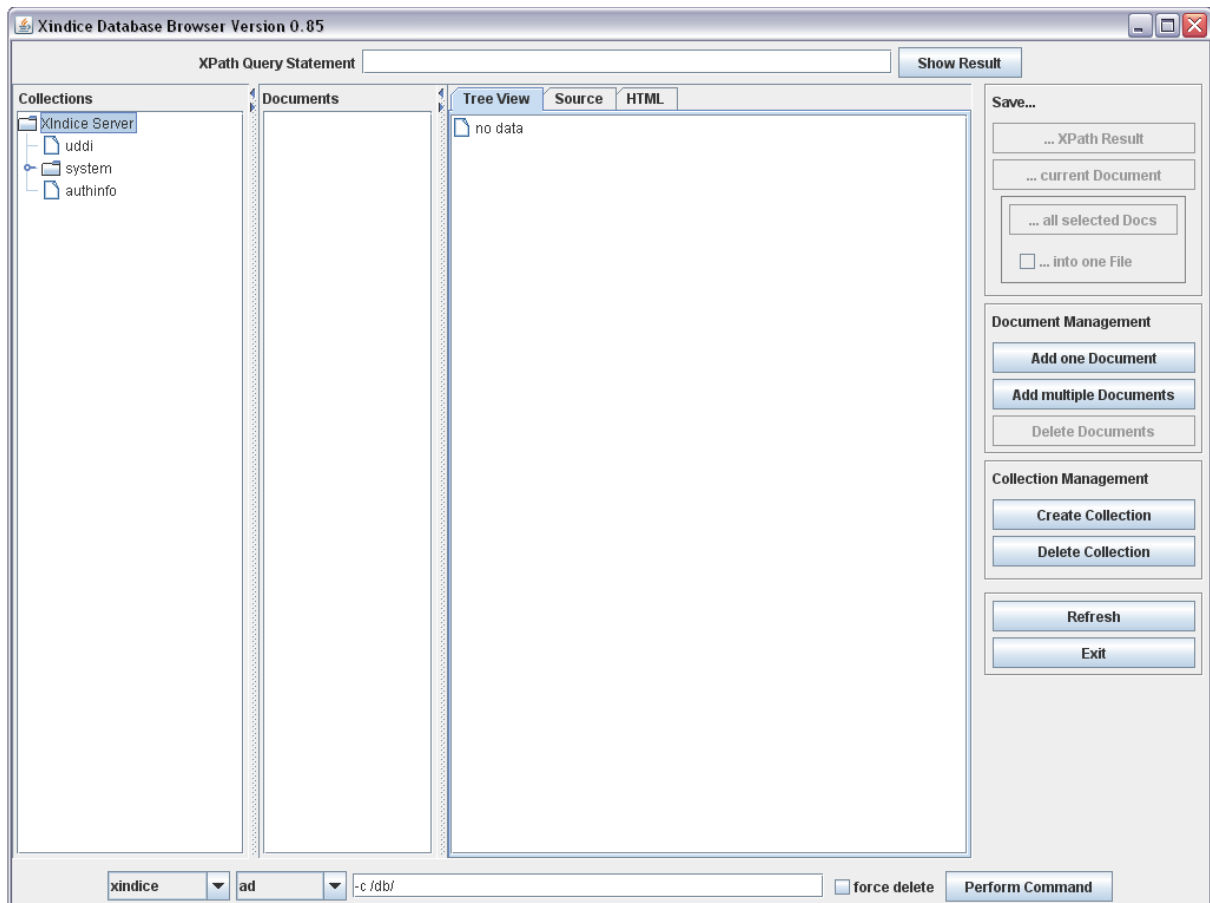 Xindice Database Browser Version 0.85
XPath Query Statement
Show Result
Collections
XIndice Server
uddi
system
authinfo
Documents
Tree View
Source
HTML
no data
Save...
... XPath Result
... current Document
... all selected Docs
... into one File
Document Management
Add one Document
Add multiple Documents
Delete Documents
Collection Management
Create Collection
Delete Collection
Refresh
Exit
xindice
ad
-c /db/
force delete
Perform Command